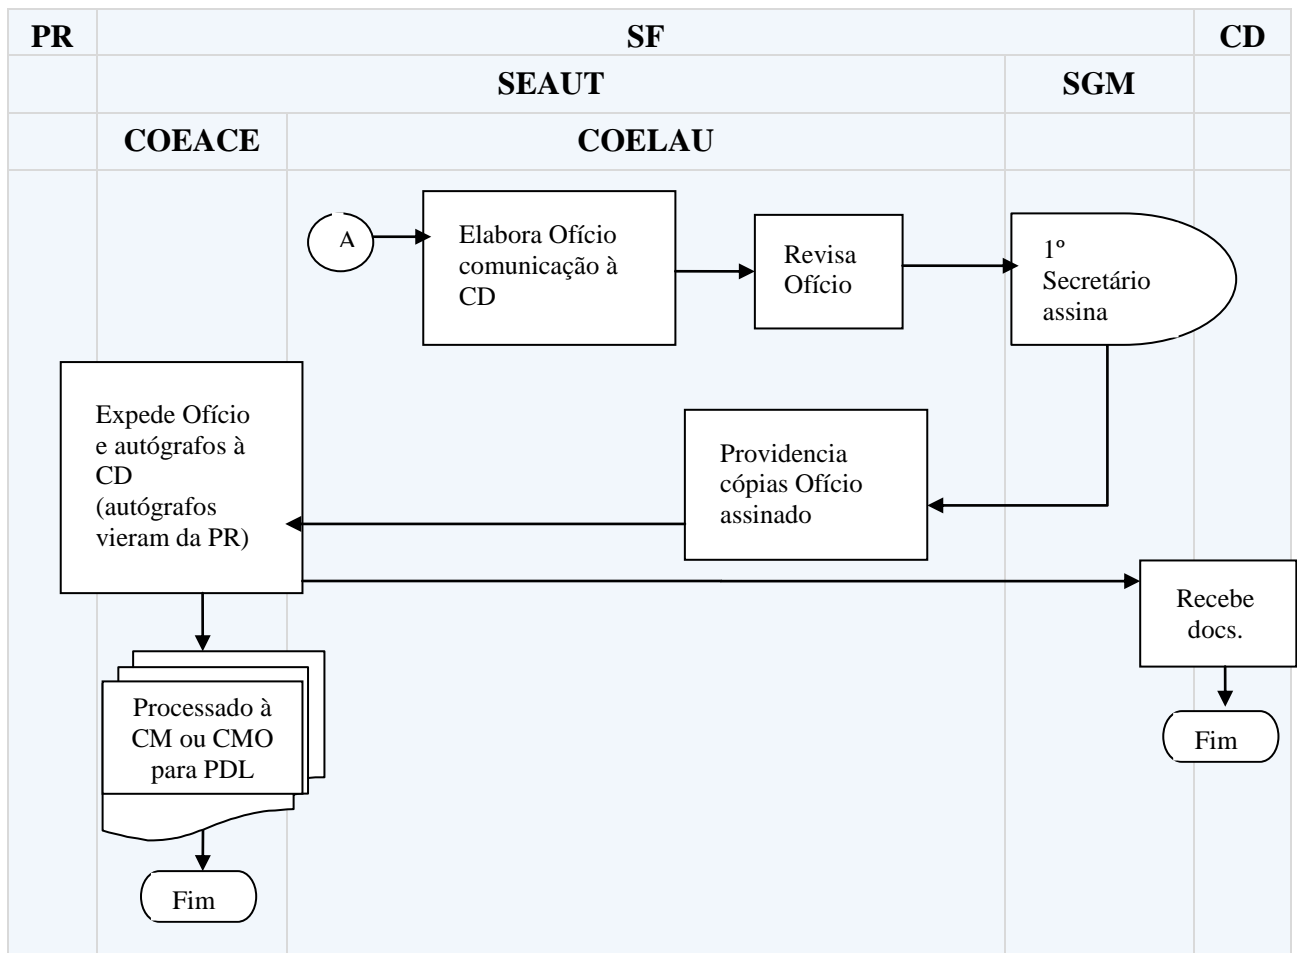 PR SF CD
SEAUT SGM
COEACE COELAU
A
Elabora Ofício
comunicação à
CD
Revisa
Ofício
1º
Secretário
assina
Expede Ofício
e autógrafos à
CD
(autógrafos
vieram da PR)
Providencia
cópias Ofício
assinado
Recebe
docs.
Processado à
CM ou CMO
para PDL
Fim
Fim